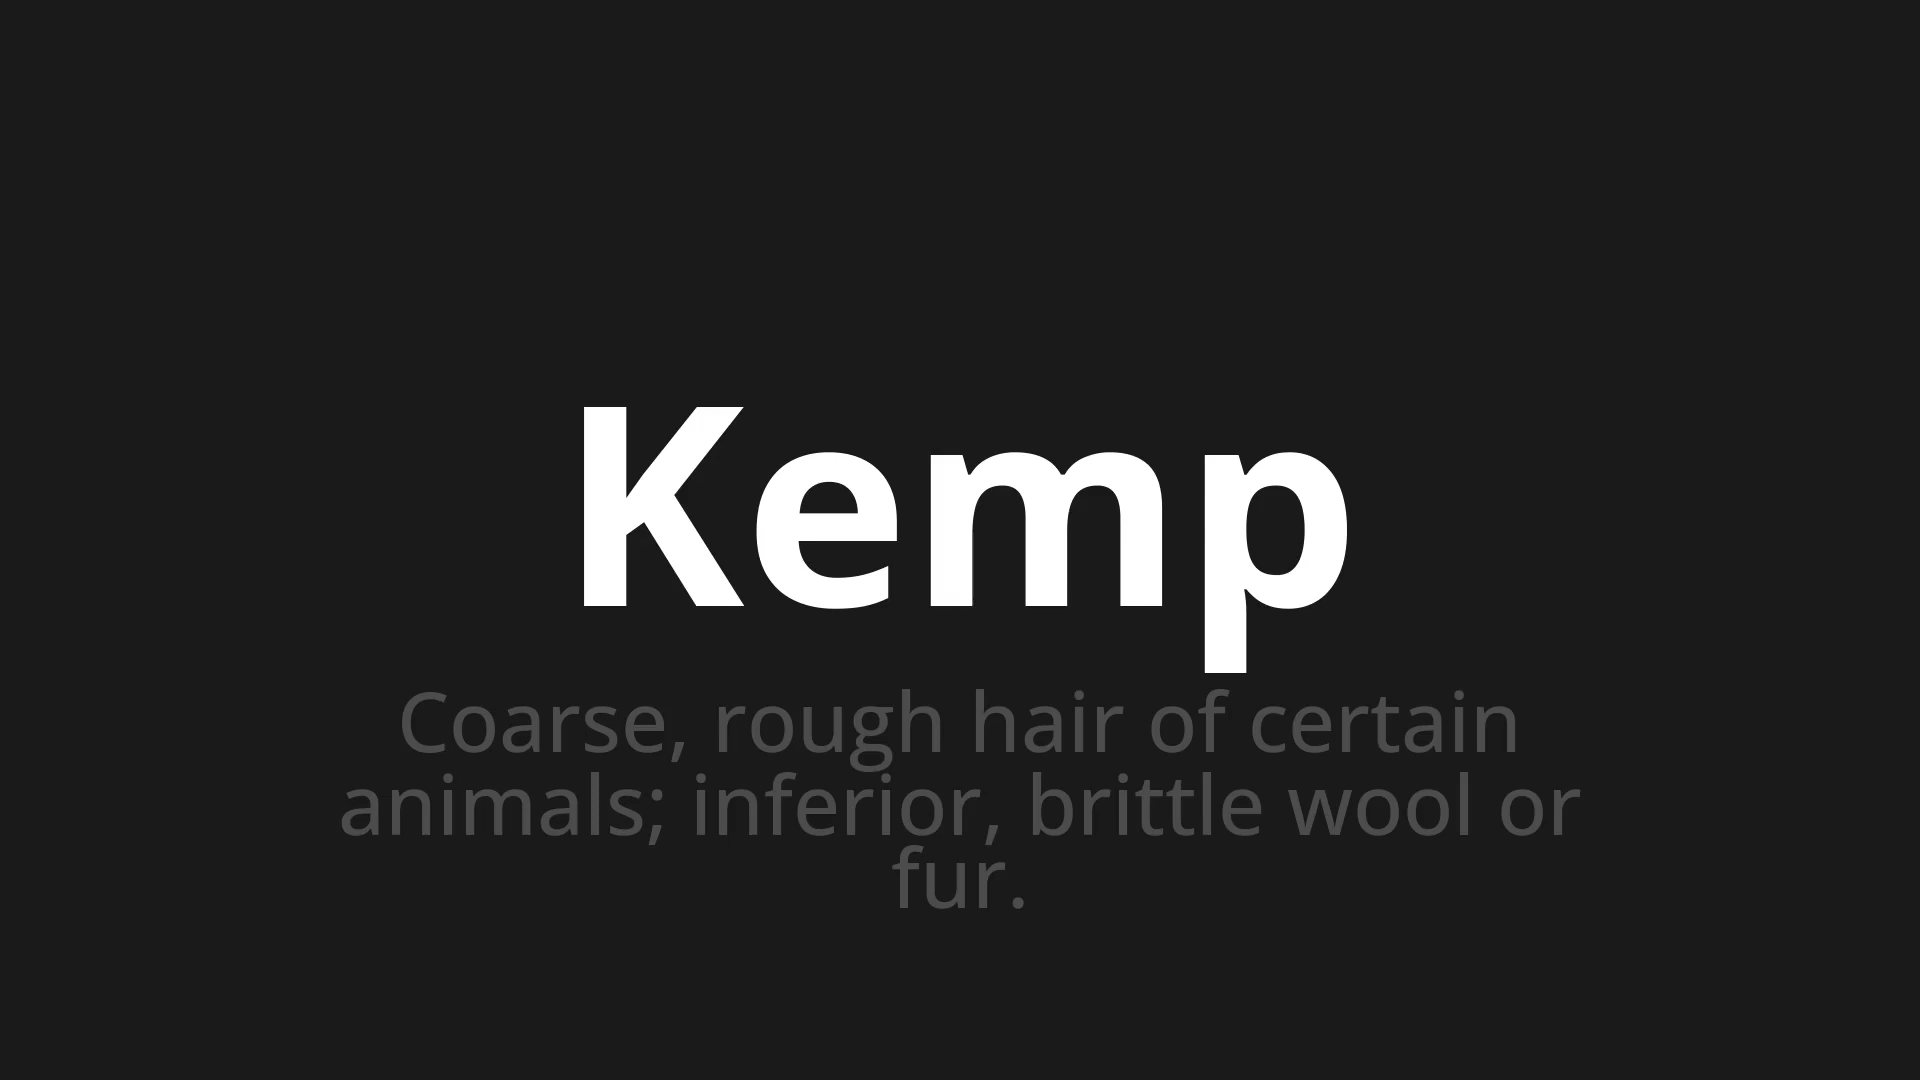 Kemp
Coarse, rough hair of certain
animals; inferior, brittle wool or
fur.